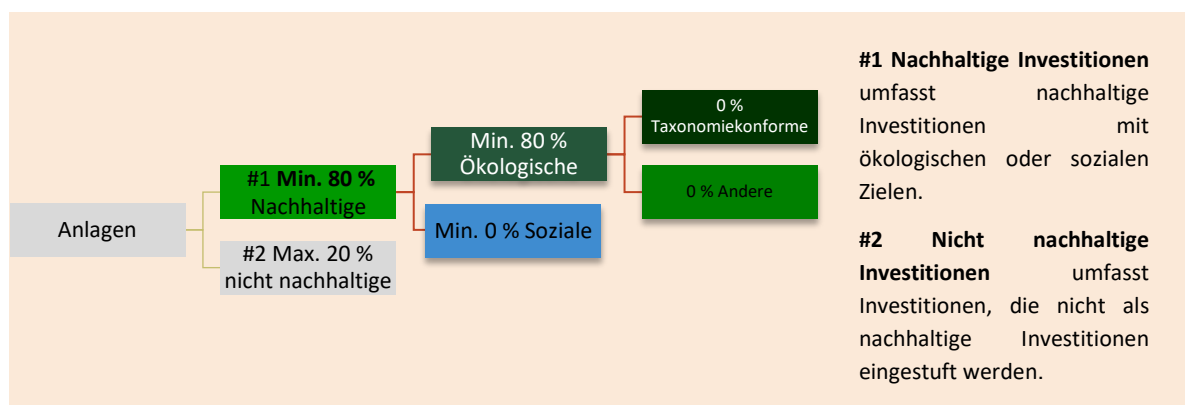 Anlagen
#1 Min. 80 %
Nachhaltige
#2 Max. 20 %
nicht nachhaltige
Min. 80 %
Ökologische
Min. 0 % Soziale
0 %
Taxonomiekonforme
0 % Andere
#1 Nachhaltige Investitionen
umfasst nachhaltige
Investitionen mit
ökologischen oder sozialen
Zielen.
#2 Nicht nachhaltige
Investitionen umfasst
Investitionen, die nicht als
nachhaltige Investitionen
eingestuft werden.